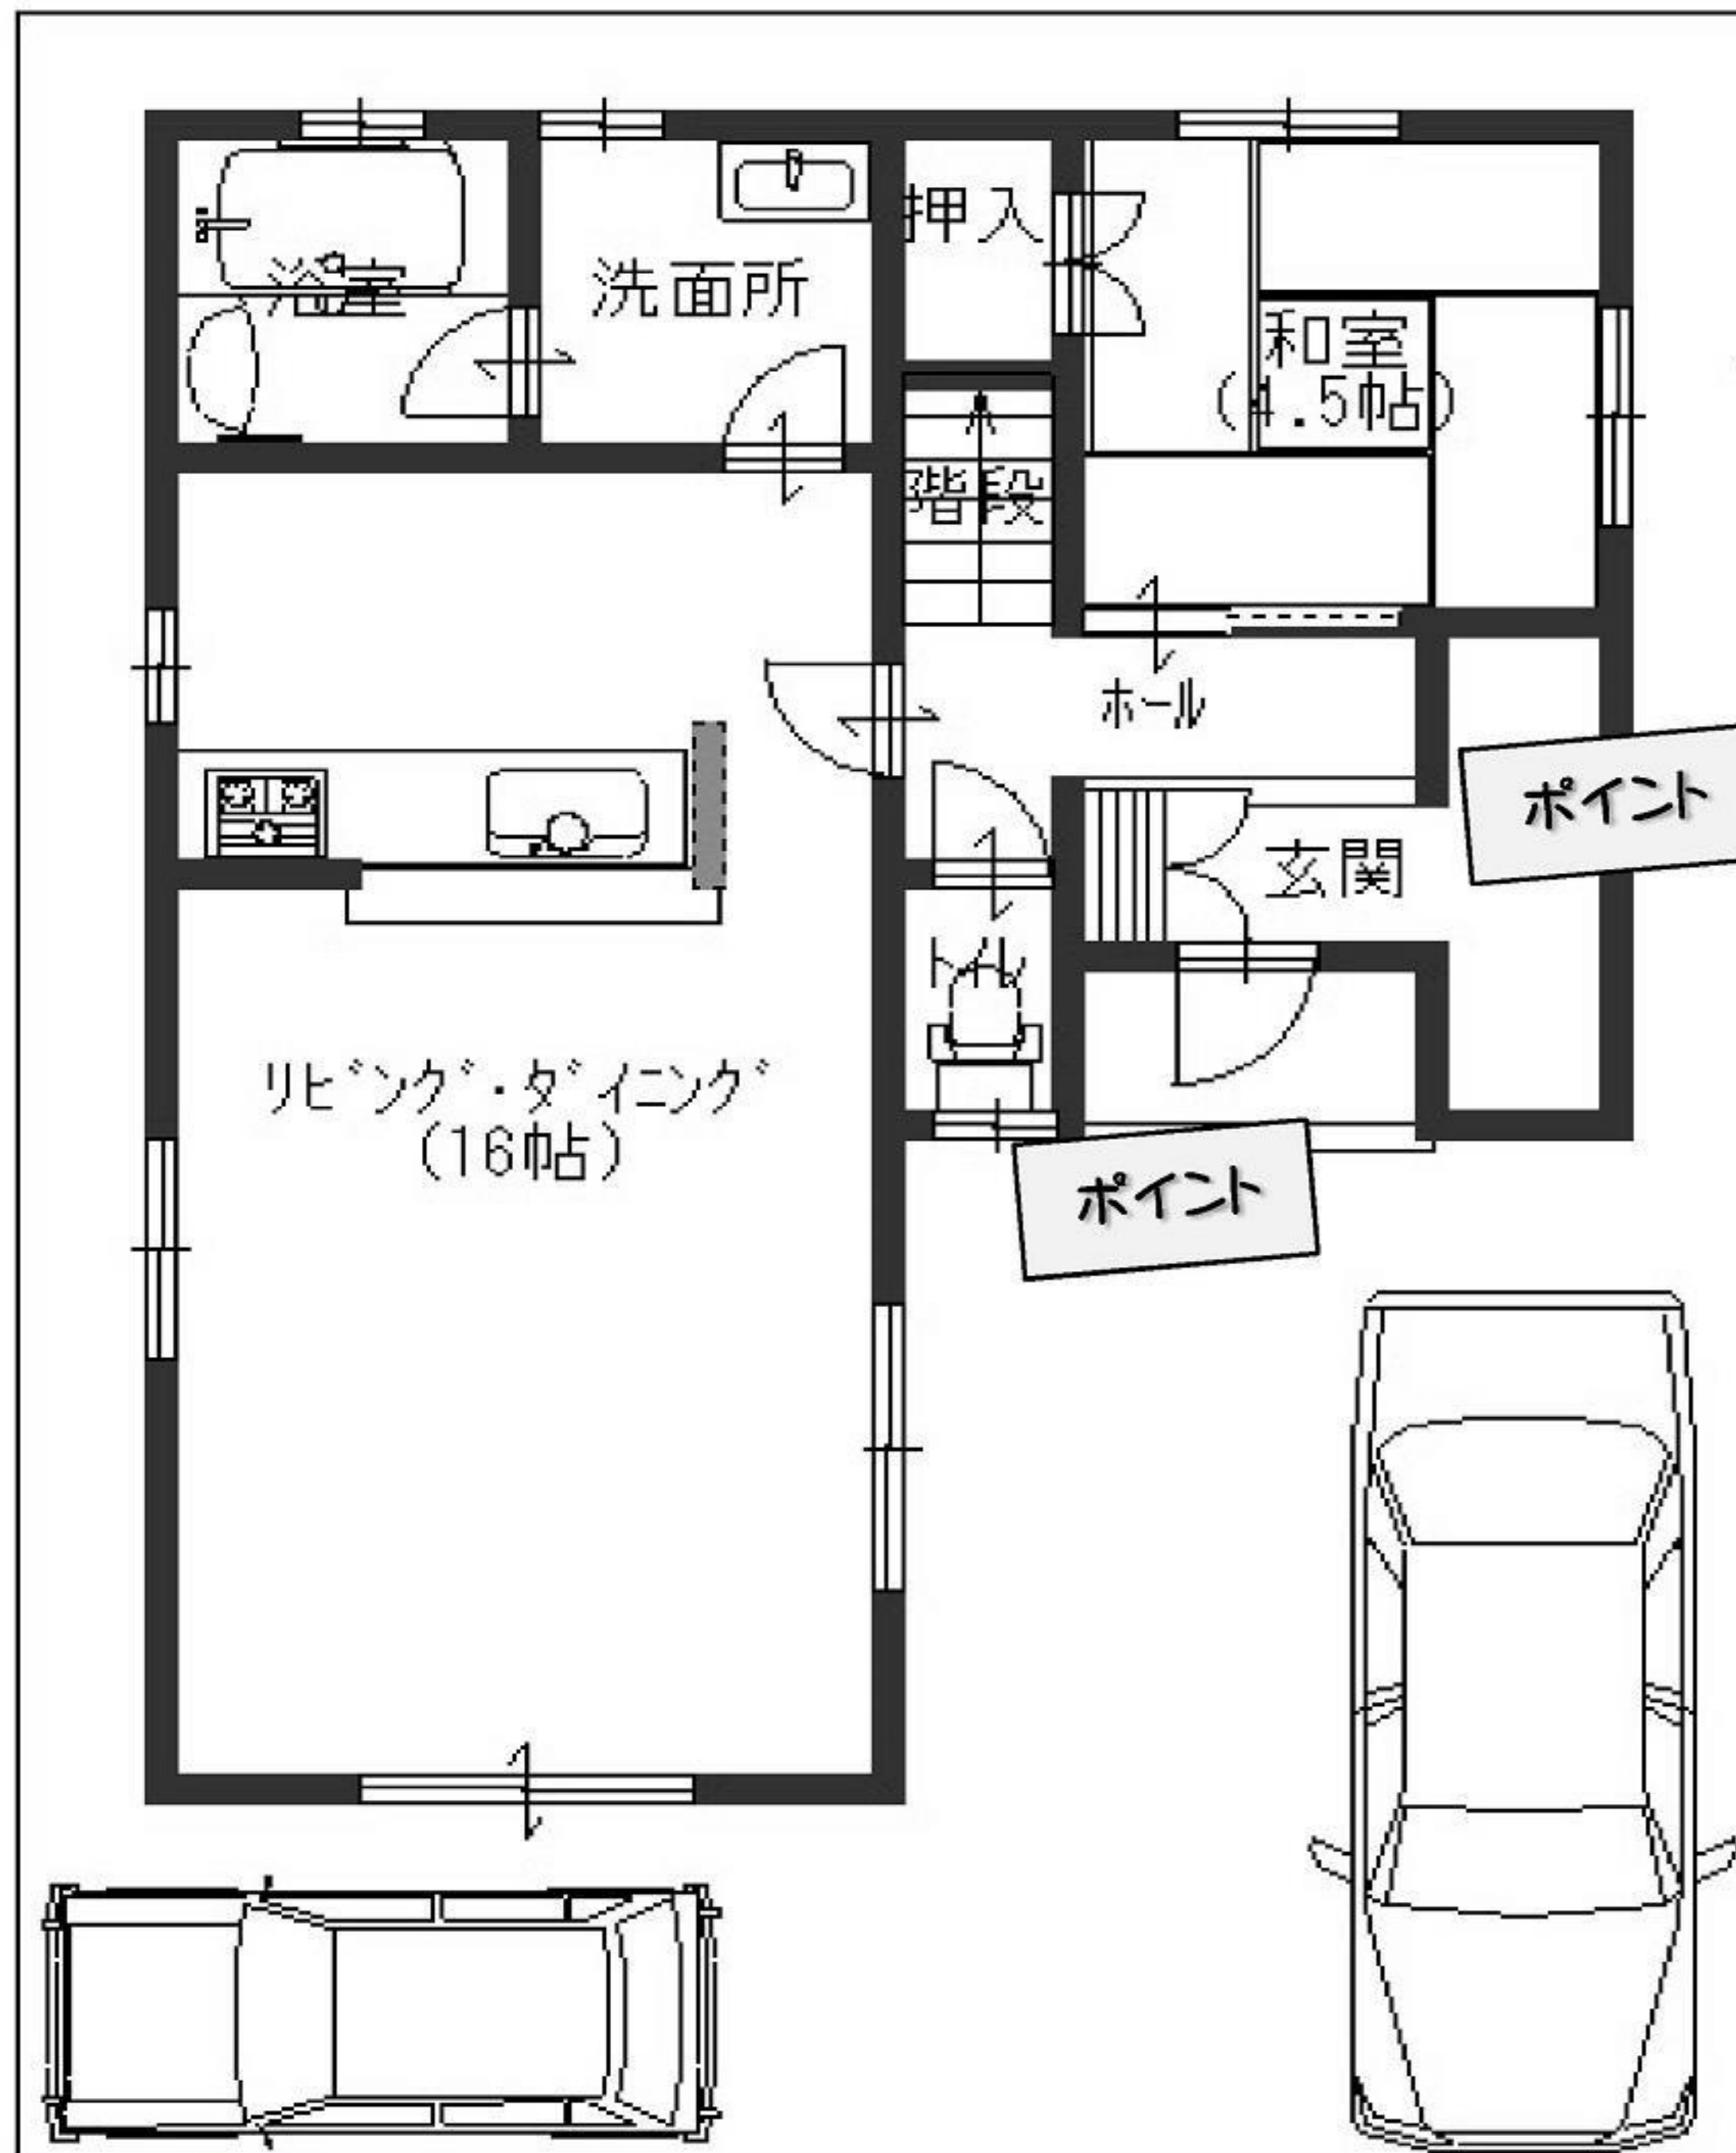 押入
浴室
洗面所
和室
(4.5帖)
階段
ホール
ポイント
玄関
トイレ
リビング・ダイニング
(16帖)
ポイント